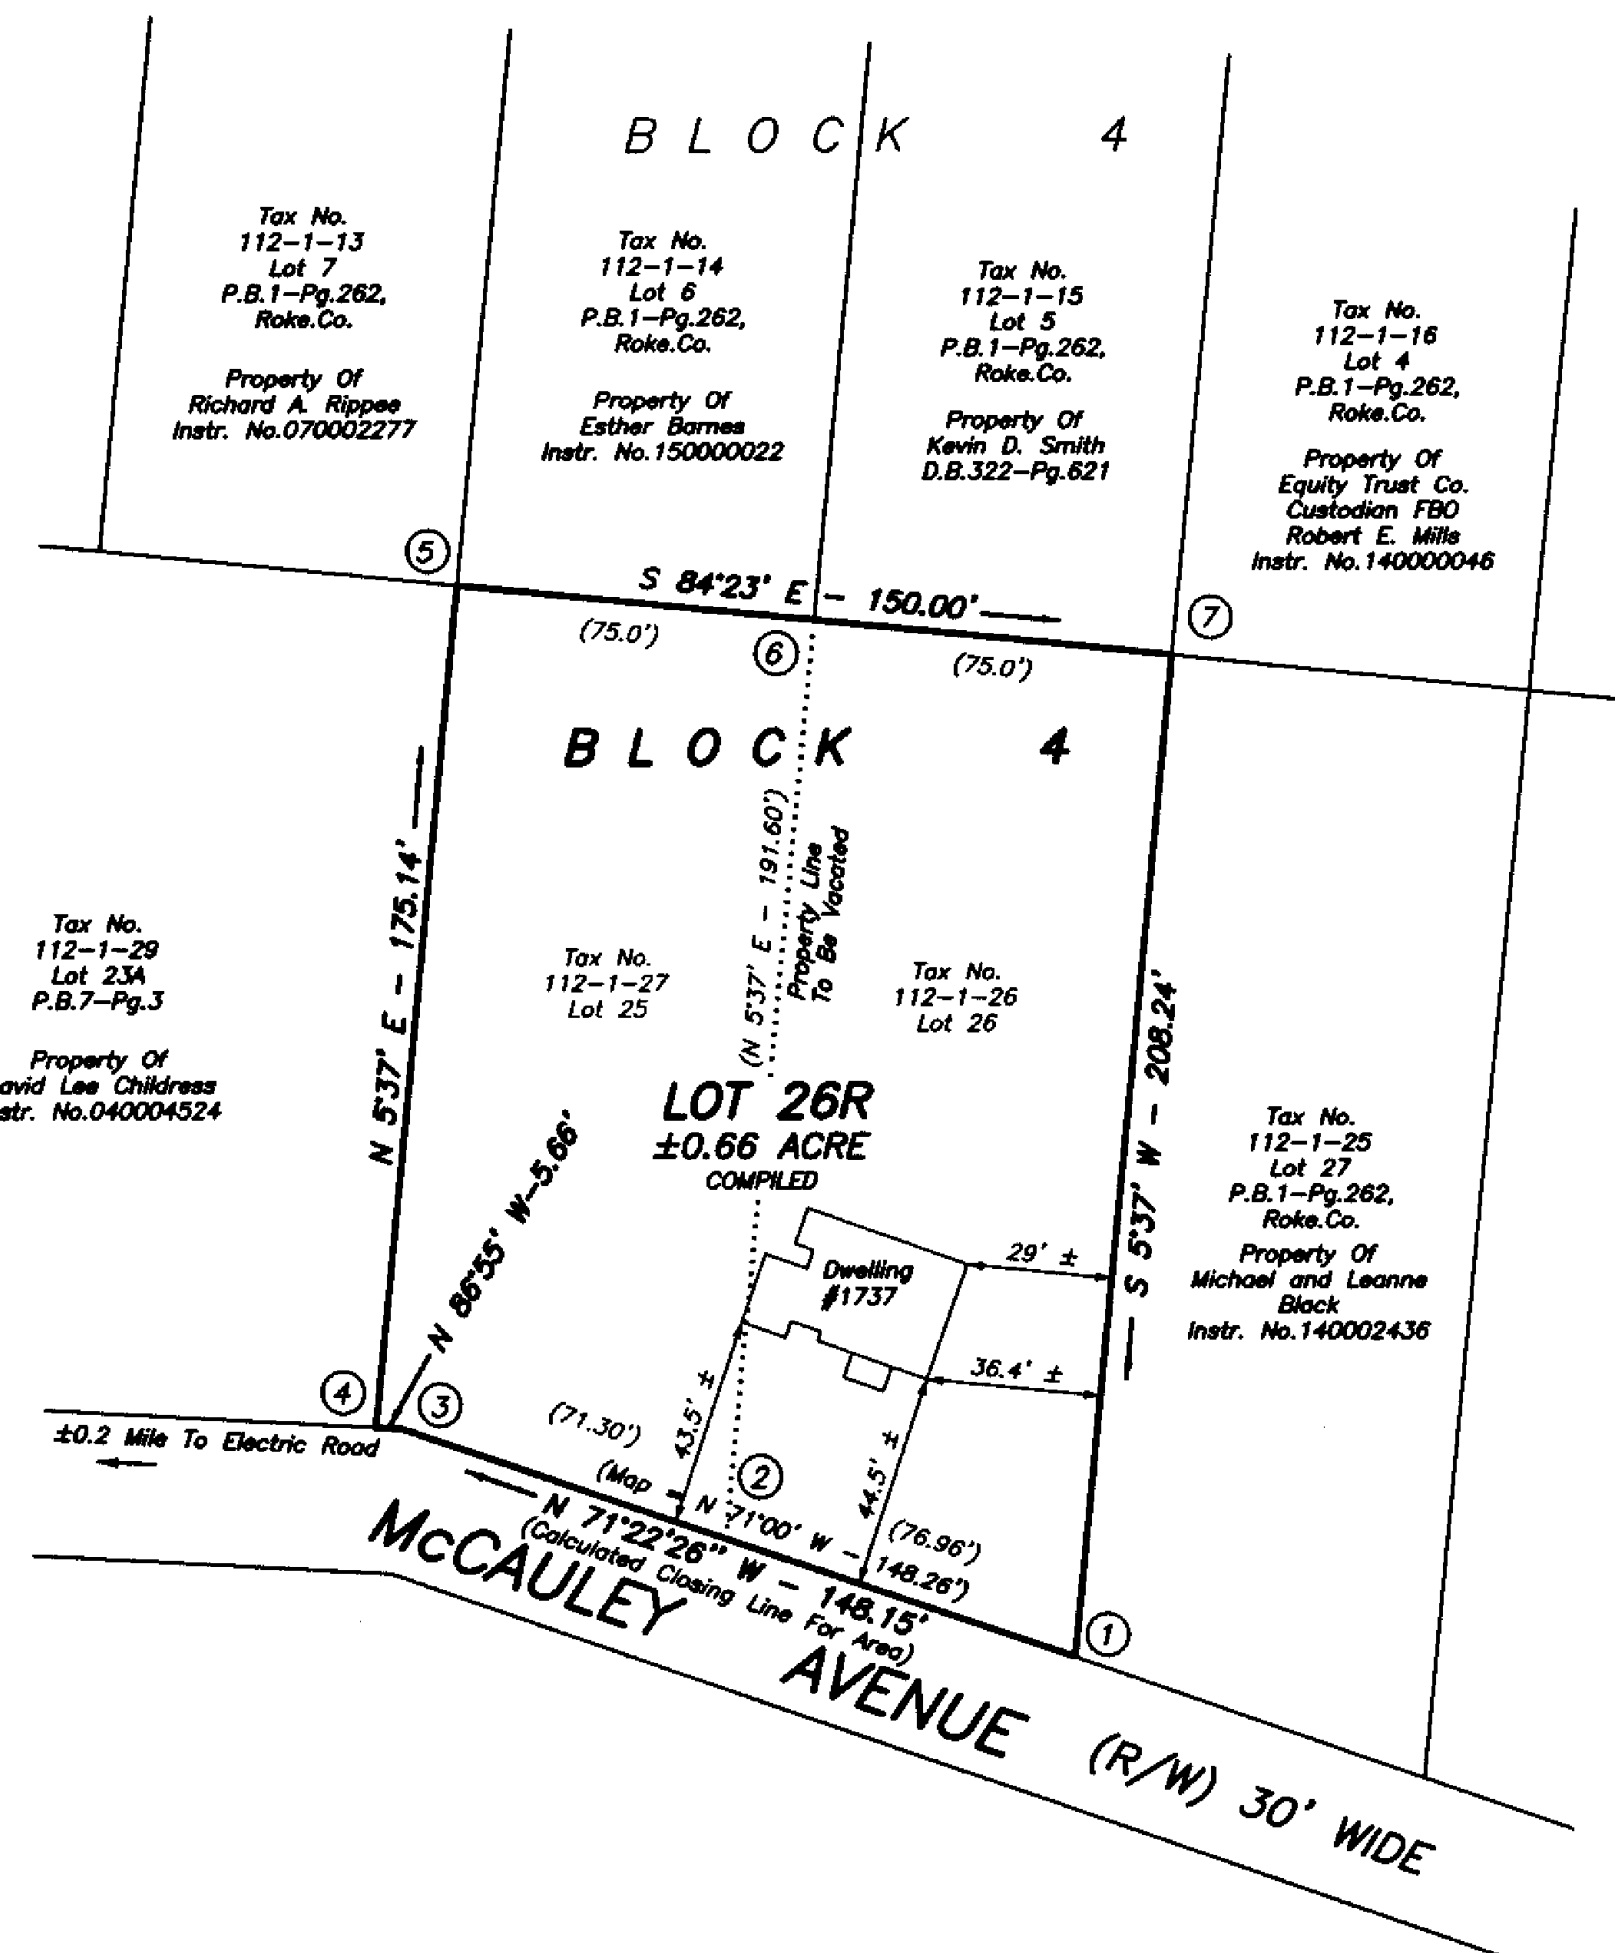 BLOCK 4
Tax No.
112-1-13
Lot 7
P.B.1-Pg.262,
Roke.Co.
Property Of
Richard A. Rippee
Instr. No.070002277
Tax No.
112-1-14
Lot 6
P.B.1-Pg.262,
Roke.Co.
Property Of
Esther Barnes
Instr. No.150000022
Tax No.
112-1-15
Lot 5
P.B.1-Pg.262,
Roke.Co.
Property Of
Kevin D. Smith
D.B.322-Pg.621
Tax No.
112-1-16
Lot 4
P.B.1-Pg.262,
Roke.Co.
Property Of
Equity Trust Co.
Custodian FBO
Robert E. Mills
Instr. No.140000046
5
S 84°23' E - 150.00'
7
(75.0')
6
(75.0')
BLOCK 4
N 5°37' E - 175.14'
(N 5°37' E - 191.60')
Property Line
To Be Vacated
S 5°37' W - 208.24'
Tax No.
112-1-29
Lot 23A
P.B.7-Pg.3
Property Of
avid Lee Childress
str. No.040004524
Tax No.
112-1-27
Lot 25
Tax No.
112-1-26
Lot 26
LOT 26R
±0.66 ACRE
COMPILED
Tax No.
112-1-25
Lot 27
P.B.1-Pg.262,
Roke.Co.
Property Of
Michael and Leanne
Black
Instr. No.140002436
N 86°55' W-5.66'
Dwelling
#1737
29' ±
36.4' ±
43.5' ±
44.5' ±
4
3
±0.2 Mile To Electric Road
(71.30')
2
(76.96')
(Map - N 71°00' W - 148.26')
N 71°22'26" W - 148.15'
(Calculated Closing Line For Area)
1
McCAULEY AVENUE (R/W) 30' WIDE